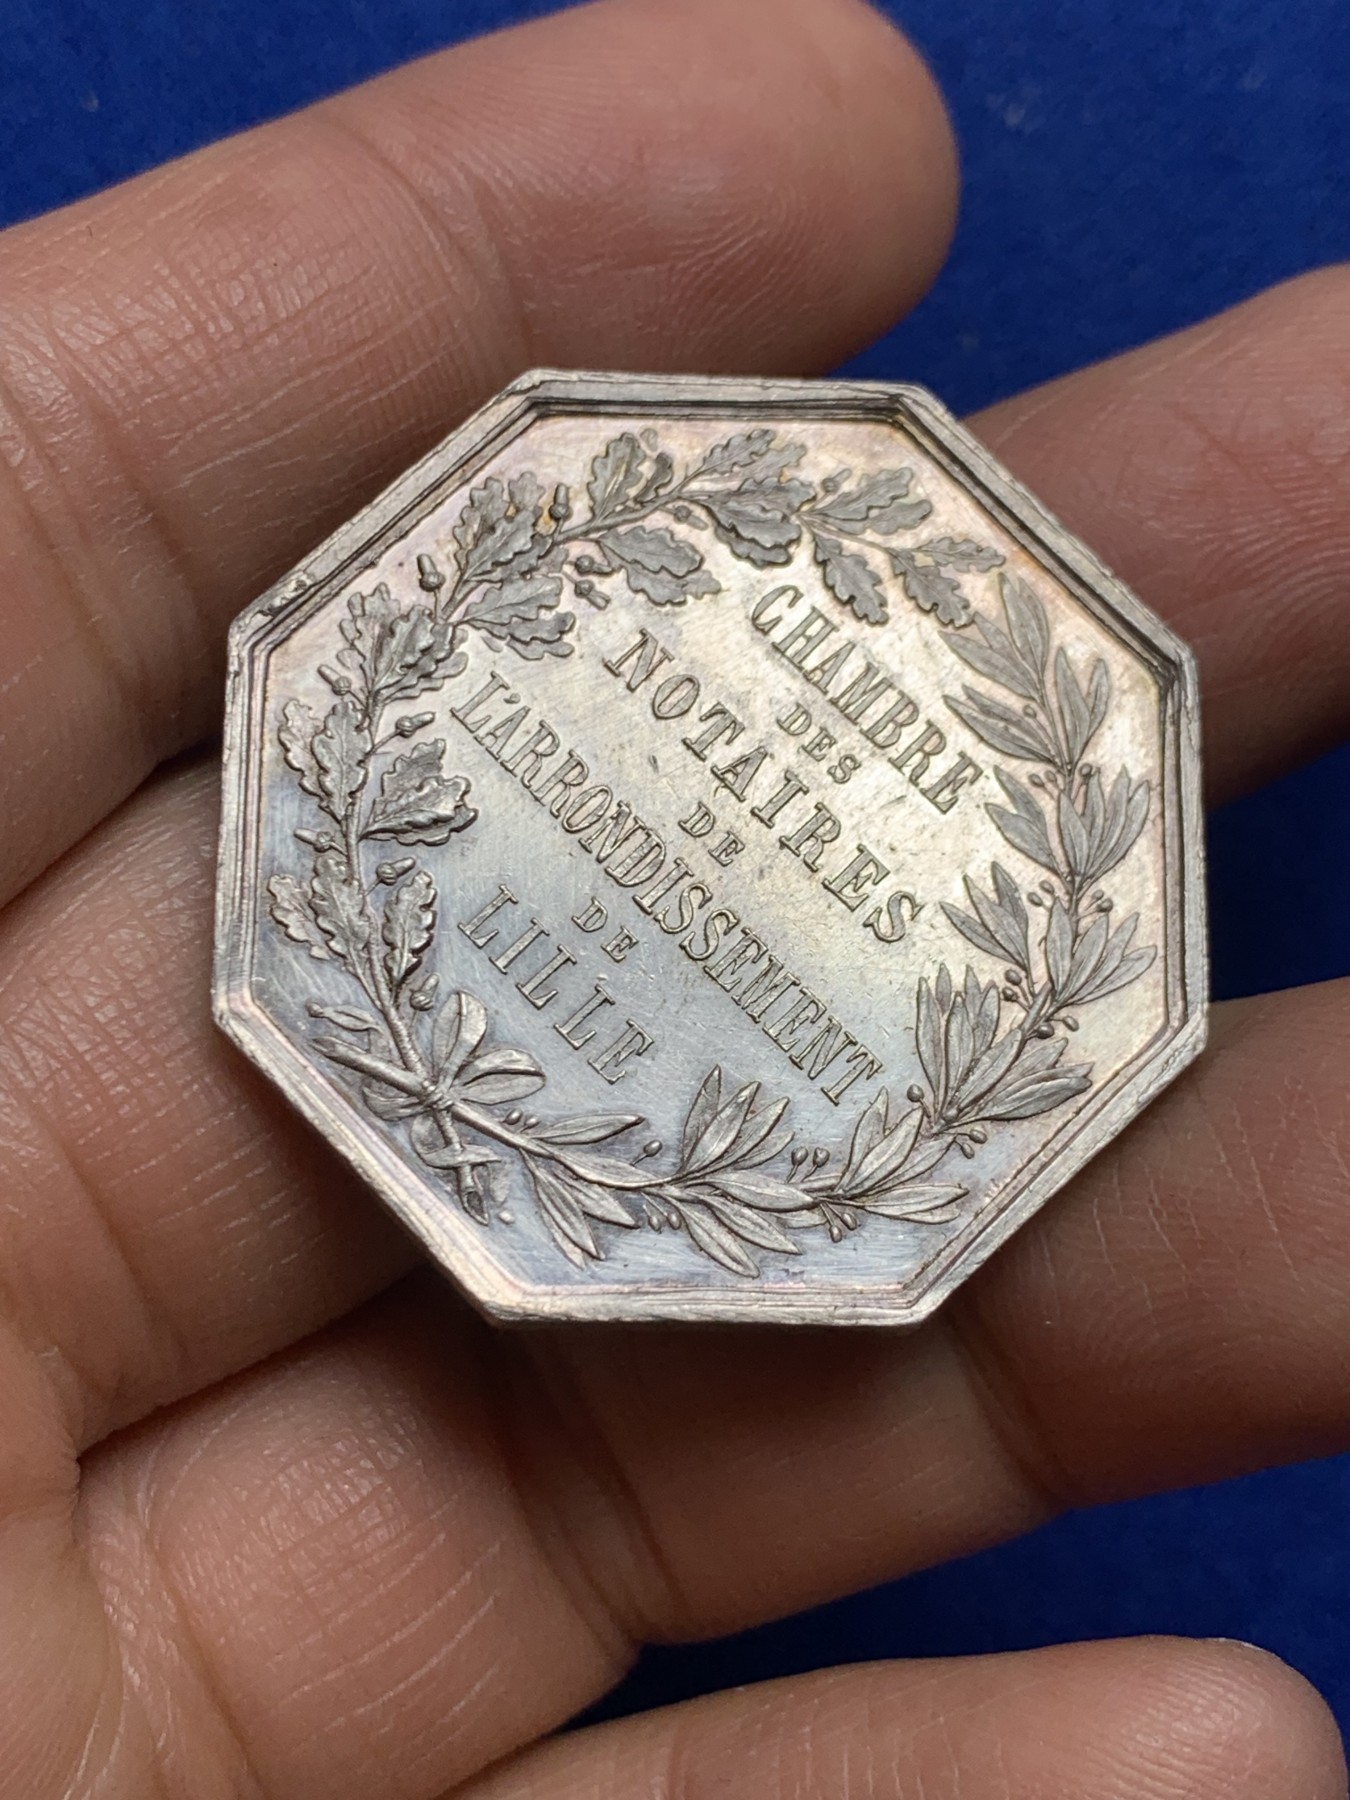 CHAMBRE
DES
NOTAIRES
DE
L'ARRONDISSEMENT
DE
LILLE